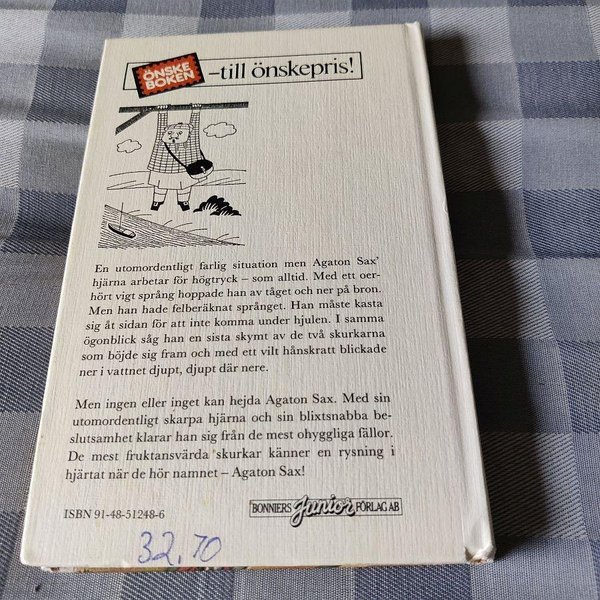 ÖNSKE
BOKEN
–till önskepris!
En utomordentligt farlig situation men Agaton Sax'
hjärna arbetar för högtryck – som alltid. Med ett oer-
hört vigt språng hoppade han av tåget och ner på bron.
Men han hade felberäknat språnget. Han måste kasta
sig åt sidan för att inte komma under hjulen. I samma
ögonblick såg han en sista skymt av de två skurkarna
som böjde sig fram och med ett vilt hånskratt blickade
ner i vattnet djupt, djupt där nere.
Men ingen eller inget kan hejda Agaton Sax. Med sin
utomordentligt skarpa hjärna och sin blixtsnabba be-
slutsamhet klarar han sig från de mest ohyggliga fällor.
De mest fruktansvärda skurkar känner en rysning i
hjärtat när de hör namnet – Agaton Sax!
ISBN 91-48-51248-6
BONNIERS Junior FÖRLAG AB
32,70